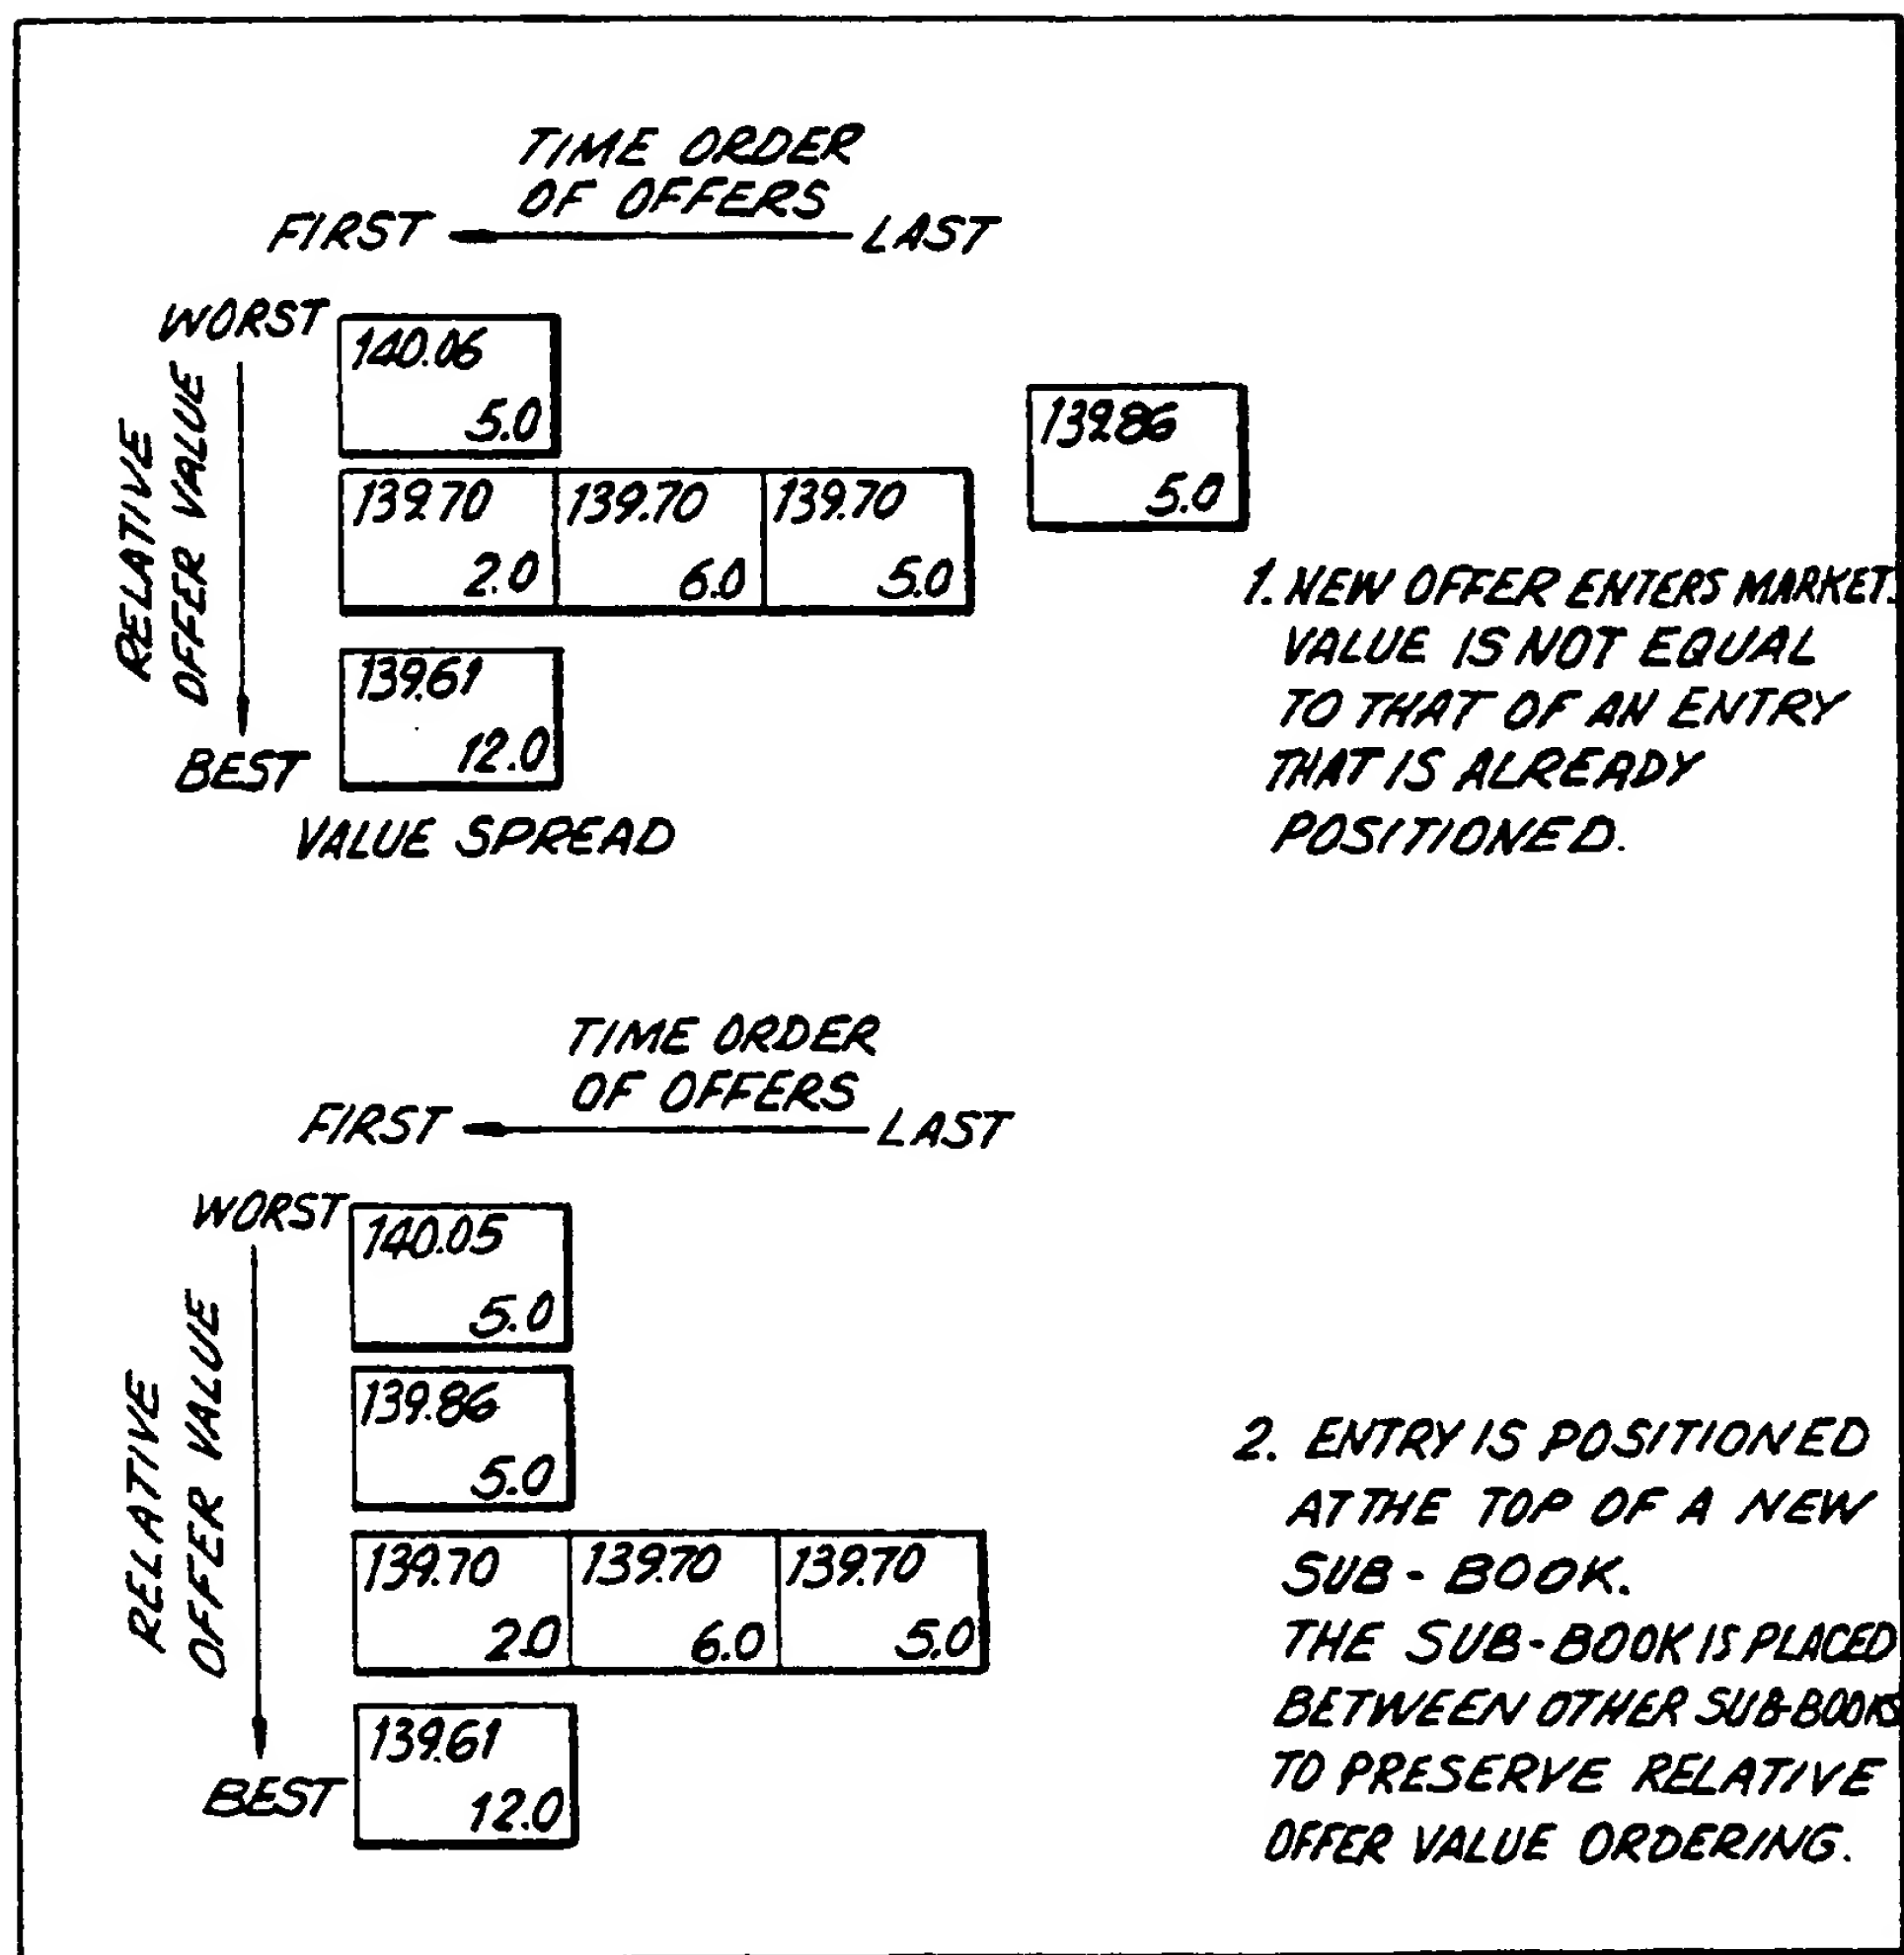 TIME ORDER
OF OFFERS
FIRST LAST
WORST
RELATIVE
OFFER VALUE
BEST
140.06
5.0
139.70 139.70 139.70
2.0 6.0 5.0
139.61
12.0
VALUE SPREAD
139.86
5.0
1. NEW OFFER ENTERS MARKET.
VALUE IS NOT EQUAL
TO THAT OF AN ENTRY
THAT IS ALREADY
POSITIONED.
TIME ORDER
OF OFFERS
FIRST LAST
WORST
RELATIVE
OFFER VALUE
BEST
140.05
5.0
139.86
5.0
139.70 139.70 139.70
2.0 6.0 5.0
139.61
12.0
2. ENTRY IS POSITIONED
AT THE TOP OF A NEW
SUB-BOOK.
THE SUB-BOOK IS PLACED
BETWEEN OTHER SUB-BOOKS
TO PRESERVE RELATIVE
OFFER VALUE ORDERING.